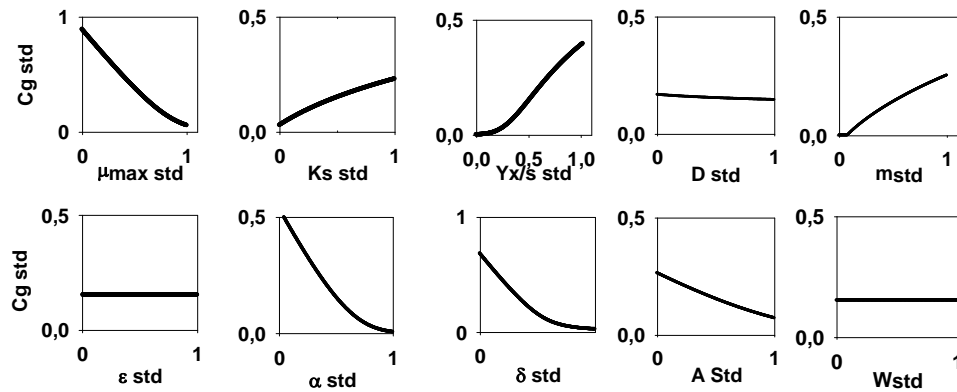 1 0,5 0,5 0,5 0,5
Cg std
0 0,0 0,0 0,0 0,0
0 1 0 1 0,0 0,5 1,0 0 1 0 1
μmax std Ks std Yx/s std D std mstd
0,5 0,5 1 0,5 0,5
Cg std
0,0 0,0 0 0,0 0,0
0 1 0 1 0 0 1 0 1
ε std α std δ std A Std Wstd